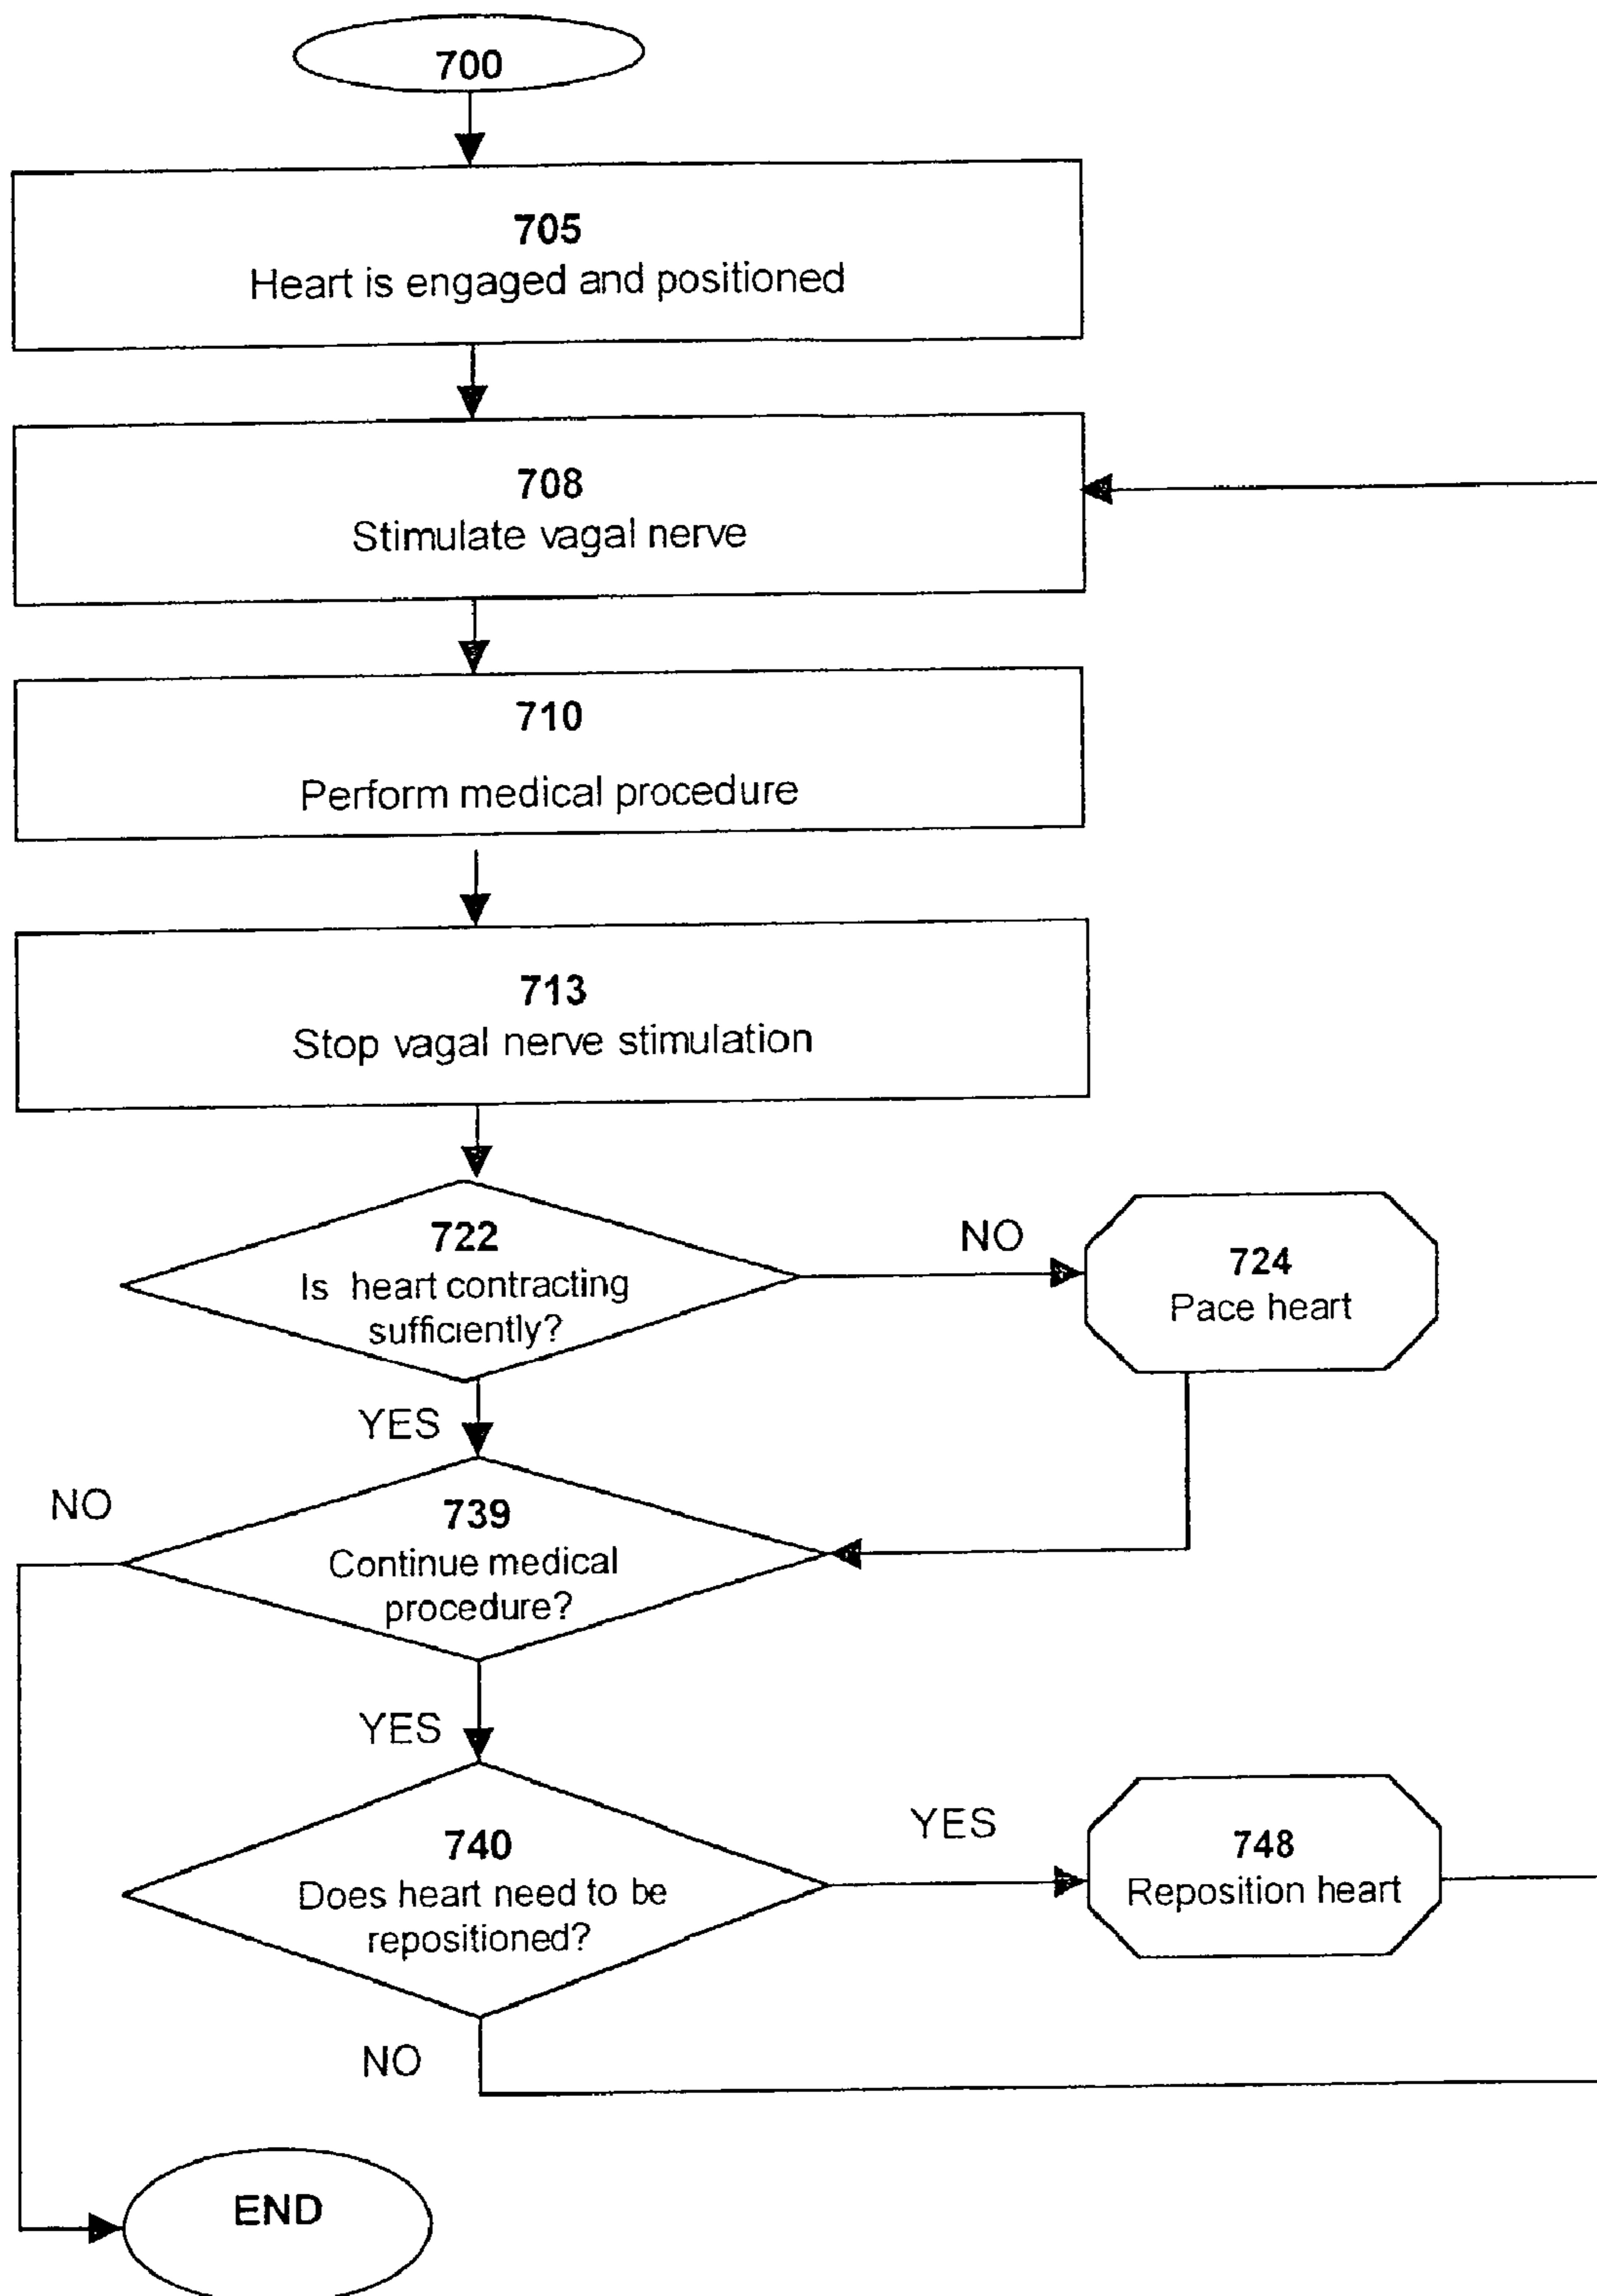 700
705
Heart is engaged and positioned
708
Stimulate vagal nerve
710
Perform medical procedure
713
Stop vagal nerve stimulation
722
Is heart contracting
sufficiently?
NO
724
Pace heart
YES
NO
739
Continue medical
procedure?
YES
740
Does heart need to be
repositioned?
YES
748
Reposition heart
NO
END